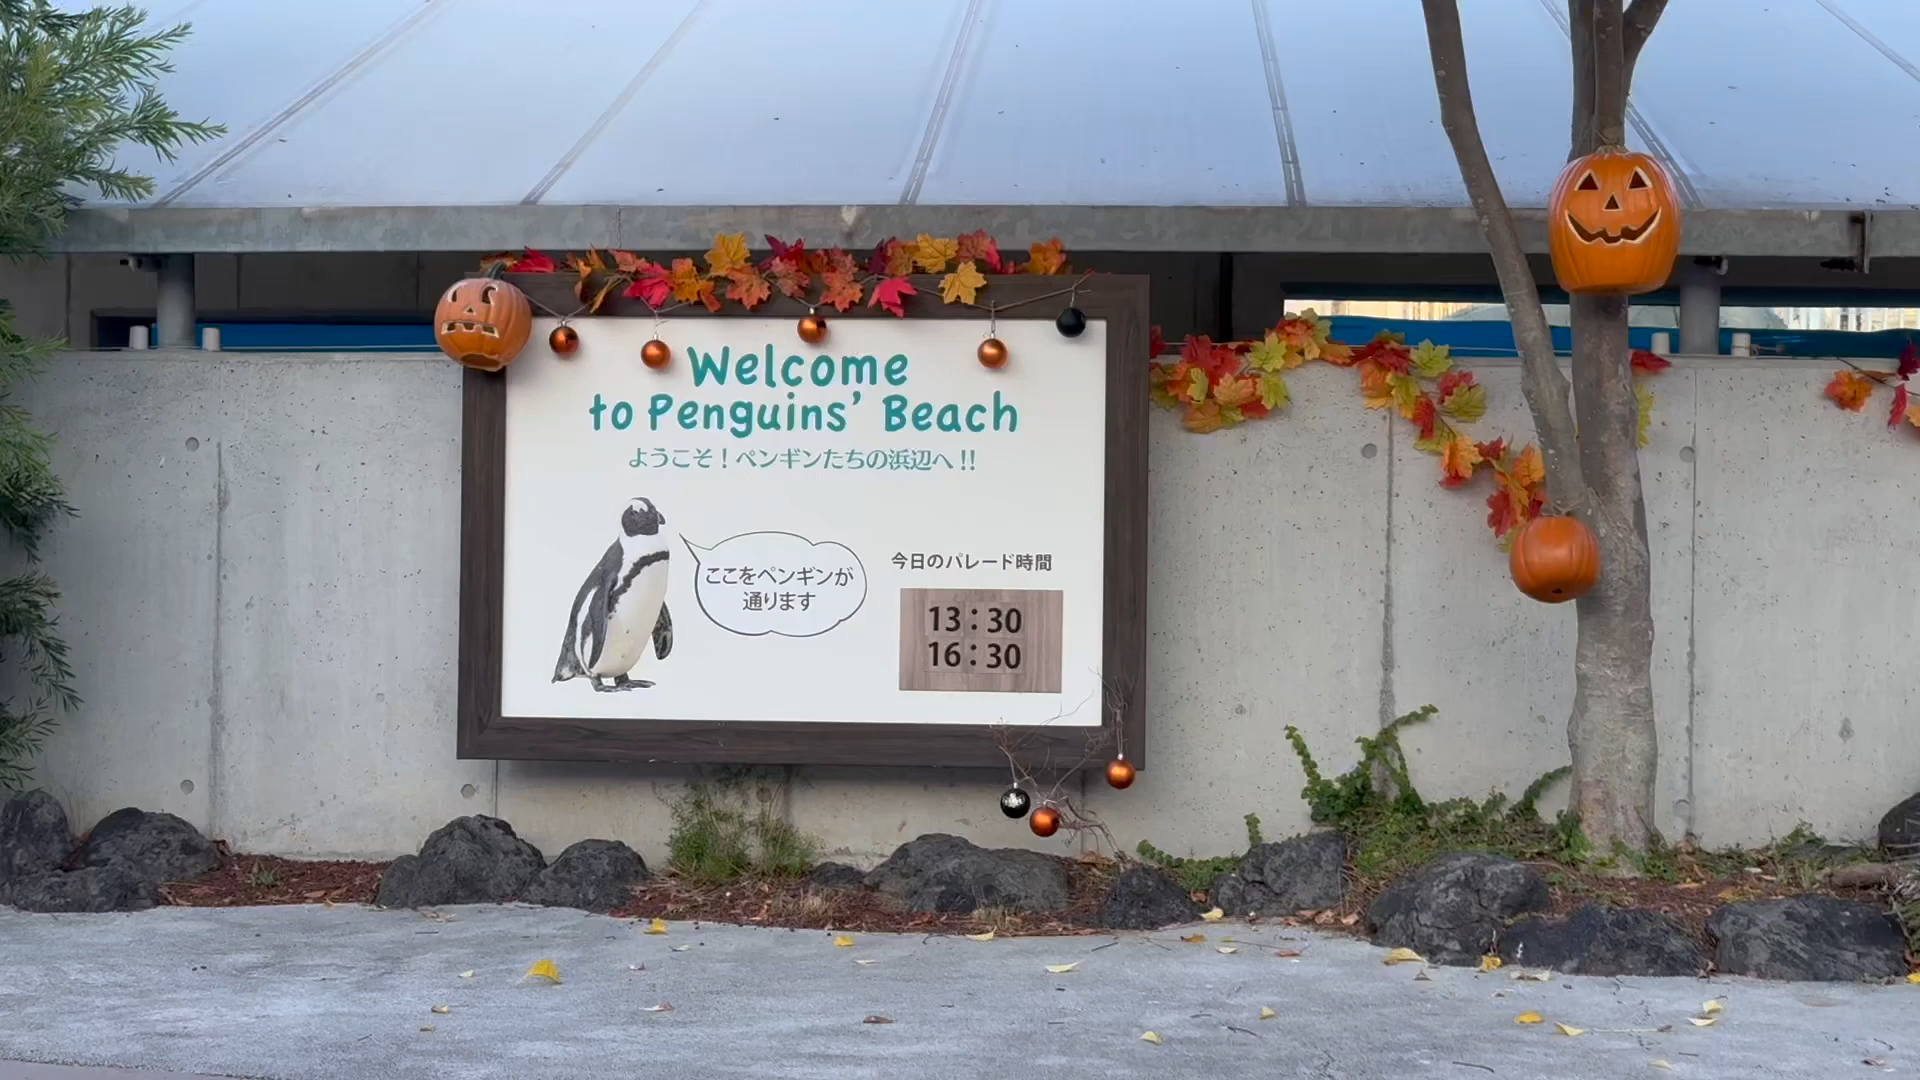 Welcome
to Penguins’ Beach
ようこそ！ペンギンたちの浜辺へ!!
ここをペンギンが
通ります
今日のパレード時間
13：30
16：30